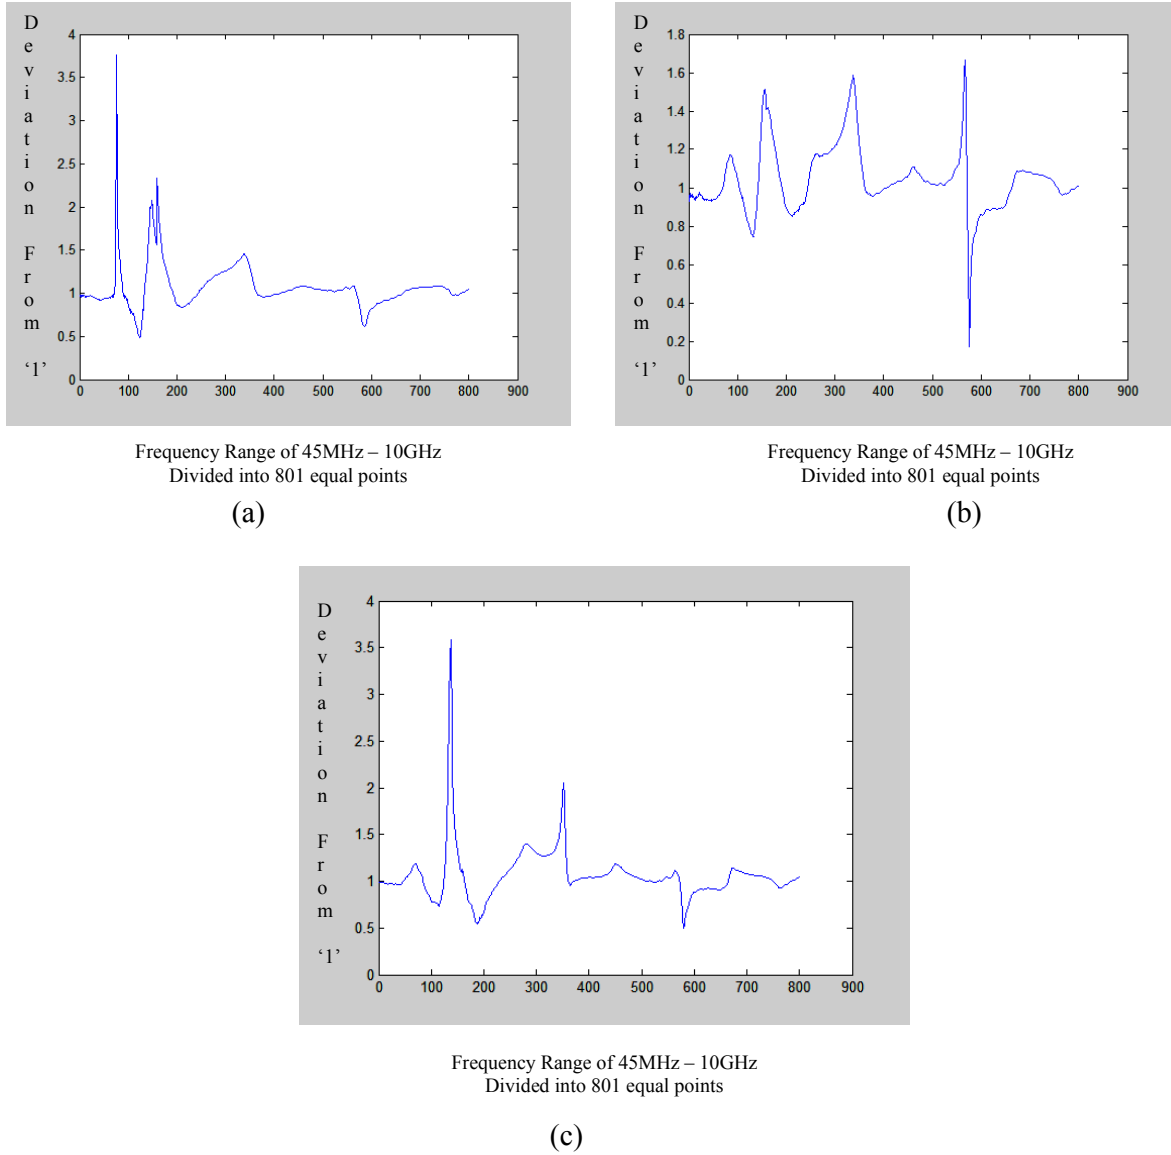 Deviation From ‘1’
4
3.5
3
2.5
2
1.5
1
0.5
0
0 100 200 300 400 500 600 700 800 900
Frequency Range of 45MHz – 10GHz
Divided into 801 equal points
(a)
Deviation From ‘1’
1.8
1.6
1.4
1.2
1
0.8
0.6
0.4
0.2
0
0 100 200 300 400 500 600 700 800 900
Frequency Range of 45MHz – 10GHz
Divided into 801 equal points
(b)
Deviation From ‘1’
4
3.5
3
2.5
2
1.5
1
0.5
0
0 100 200 300 400 500 600 700 800 900
Frequency Range of 45MHz – 10GHz
Divided into 801 equal points
(c)